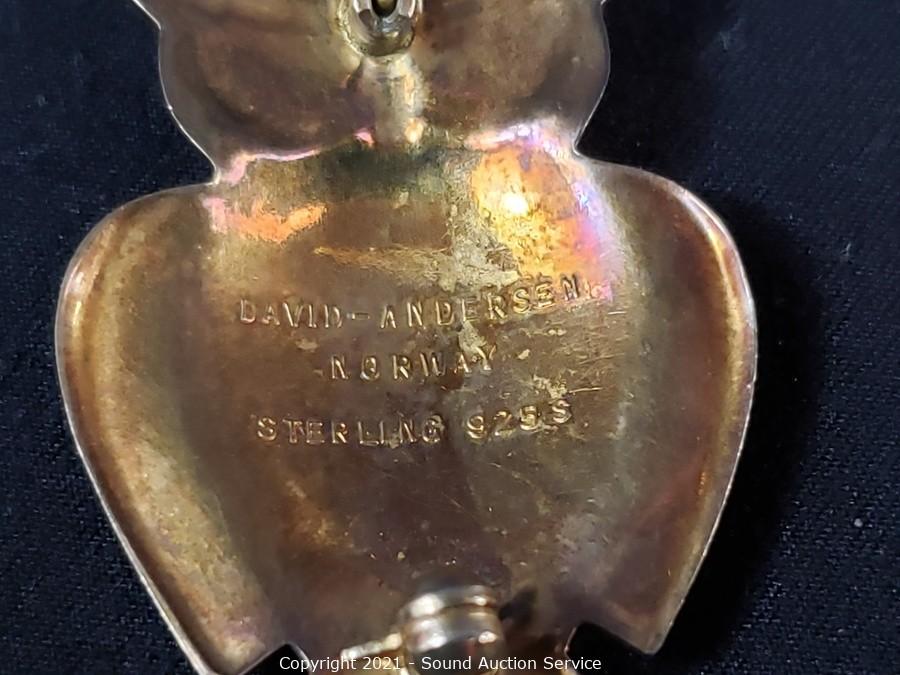 DAVID-ANDERSEN
NORWAY
STERLING 925S
Copyright 2021 - Sound Auction Service